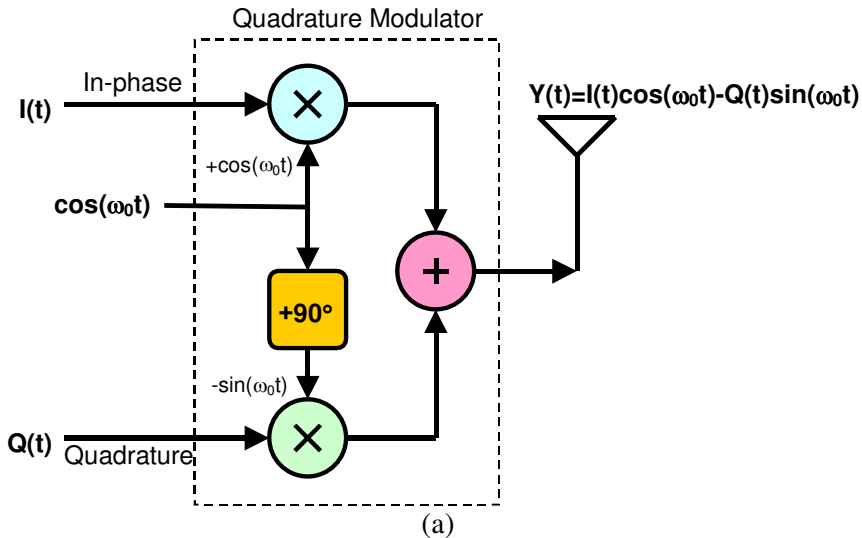 Quadrature Modulator
In-phase
I(t)
Y(t)=I(t)cos(ω₀t)-Q(t)sin(ω₀t)
+cos(ω₀t)
cos(ω₀t)
+
+90°
-sin(ω₀t)
Q(t)
Quadrature
(a)